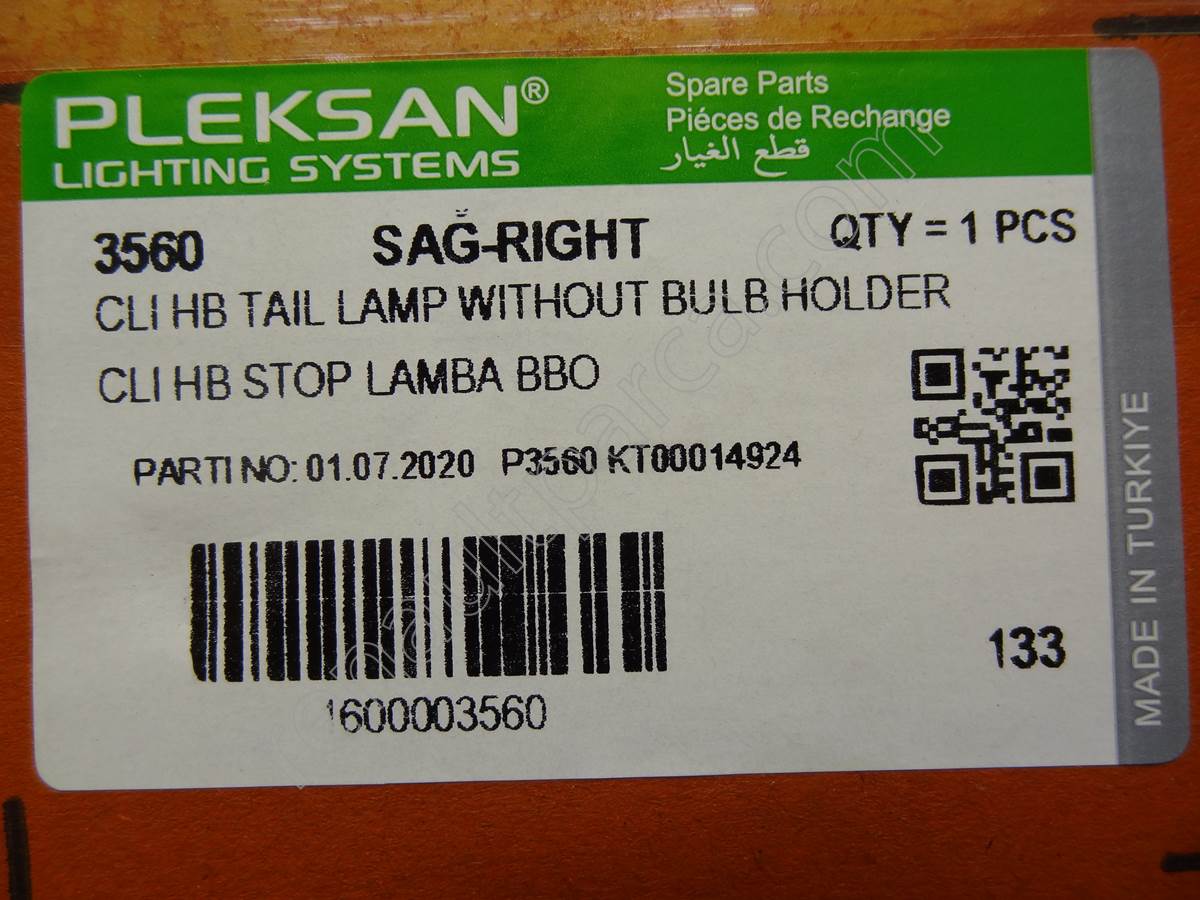 PLEKSAN®
LIGHTING SYSTEMS
Spare Parts
Piéces de Rechange
قطع الغيار
3560 SAĞ-RIGHT QTY = 1 PCS
CLI HB TAIL LAMP WITHOUT BULB HOLDER
CLI HB STOP LAMBA BBO
PARTI NO: 01.07.2020 P3560 KT00014924
1600003560
133
MADE IN TURKIYE